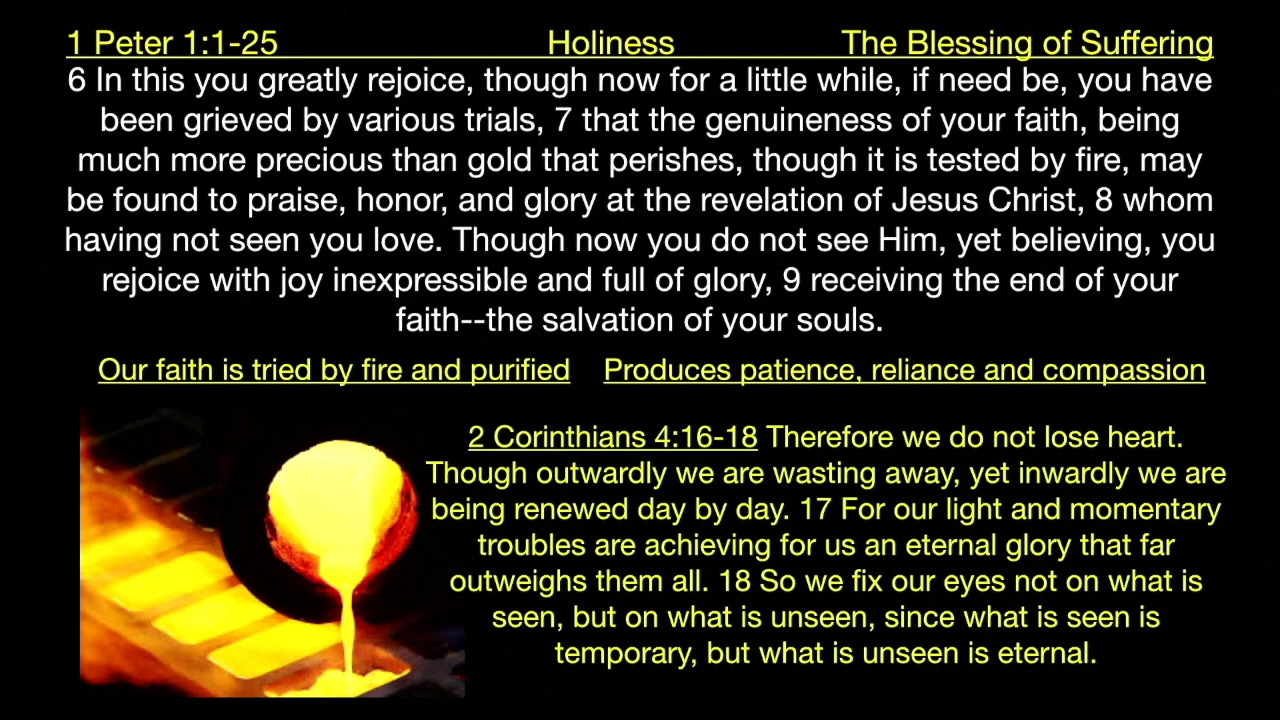 1 Peter 1:1-25 Holiness The Blessing of Suffering
6 In this you greatly rejoice, though now for a little while, if need be, you have
been grieved by various trials, 7 that the genuineness of your faith, being
much more precious than gold that perishes, though it is tested by fire, may
be found to praise, honor, and glory at the revelation of Jesus Christ, 8 whom
having not seen you love. Though now you do not see Him, yet believing, you
rejoice with joy inexpressible and full of glory, 9 receiving the end of your
faith--the salvation of your souls.
Our faith is tried by fire and purified Produces patience, reliance and compassion
2 Corinthians 4:16-18 Therefore we do not lose heart.
Though outwardly we are wasting away, yet inwardly we are
being renewed day by day. 17 For our light and momentary
troubles are achieving for us an eternal glory that far
outweighs them all. 18 So we fix our eyes not on what is
seen, but on what is unseen, since what is seen is
temporary, but what is unseen is eternal.